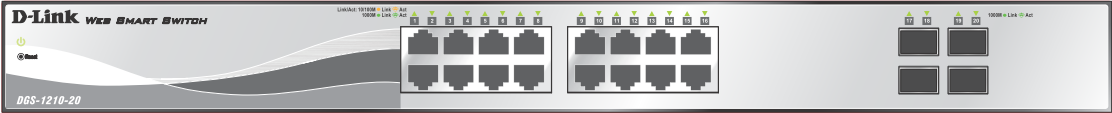 D-Link WEB SMART SWITCH
Link/Act: 10/100M Link Act
1000M Link Act
1 2 3 4 5 6 7 8
9 10 11 12 13 14 15 16
17 18 19 20
1000M Link Act
Reset
DGS-1210-20